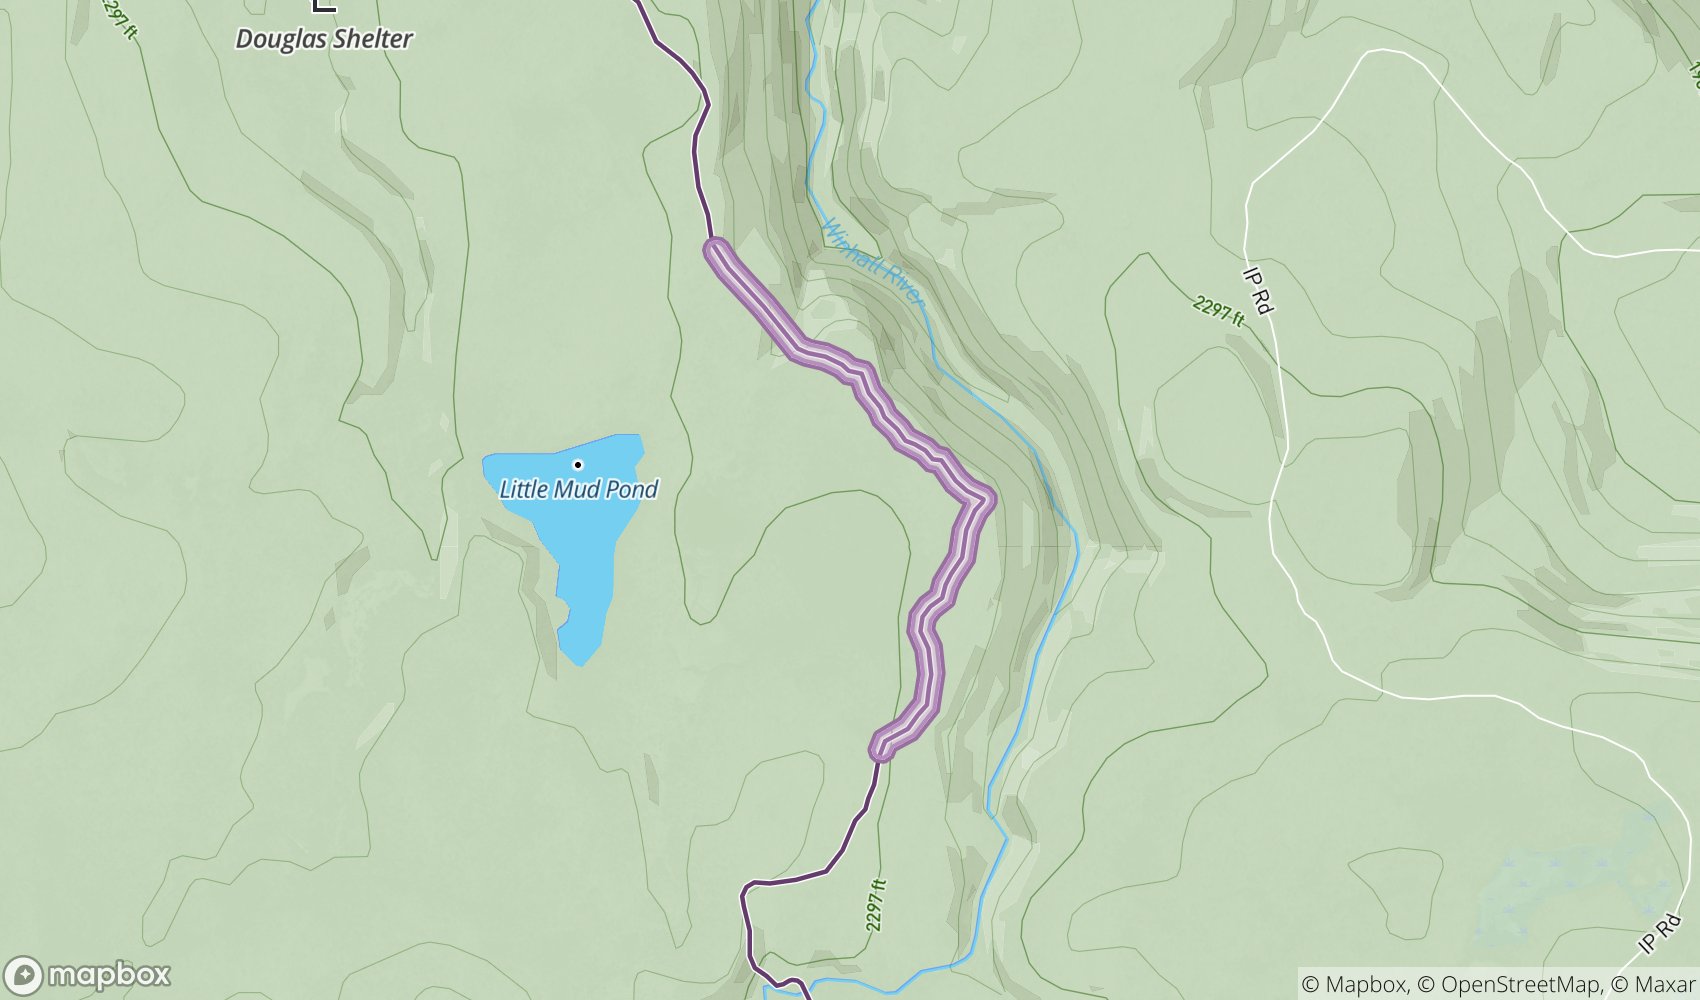 2297 ft
Douglas Shelter
Winhall River
IP Rd
2297 ft
Little Mud Pond
2297 ft
IP Rd
mapbox
© Mapbox, © OpenStreetMap, © Maxar